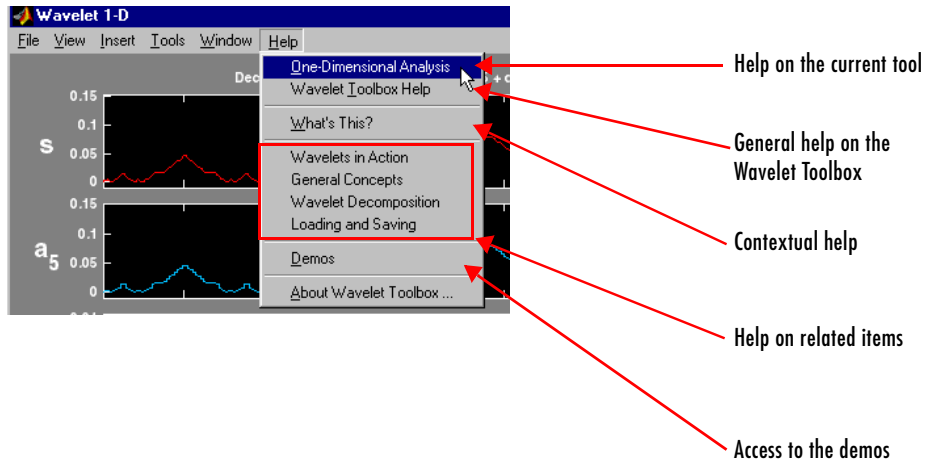 Wavelet 1-D
File View Insert Tools Window Help
One-Dimensional Analysis
Wavelet Toolbox Help
What's This?
Wavelets in Action
General Concepts
Wavelet Decomposition
Loading and Saving
Demos
About Wavelet Toolbox ...
Dec
+ d
s
0.15
0.1
0.05
0
a5
0.15
0.1
0.05
0
Help on the current tool
General help on the
Wavelet Toolbox
Contextual help
Help on related items
Access to the demos